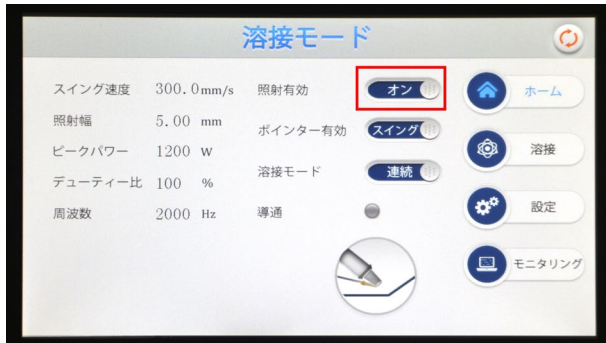 溶接モード
スイング速度 300.0mm/s 照射有効 オン ホーム
照射幅 5.00 mm
ポインター有効 スイング
ピークパワー 1200 W 溶接
溶接モード 連続
デューティー比 100 %
周波数 2000 Hz 導通 設定
モニタリング